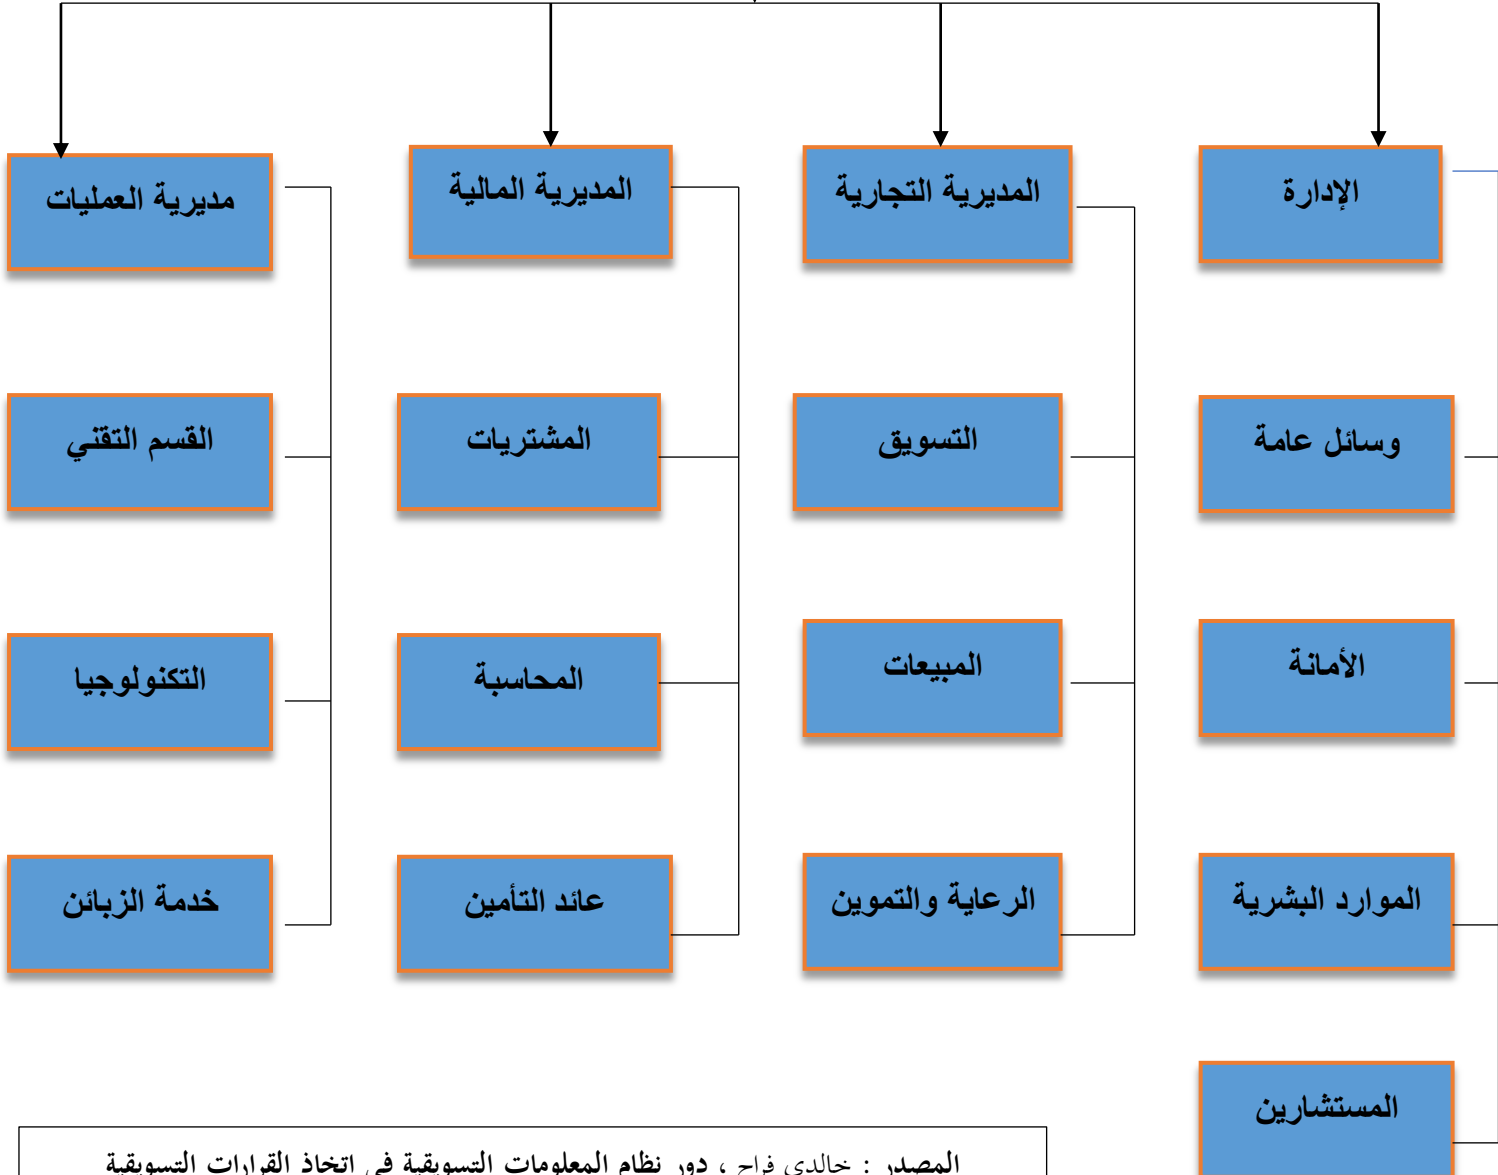 الإدارة
المديرية التجارية
المديرية المالية
مديرية العمليات
وسائل عامة
التسويق
المشتريات
القسم التقني
الأمانة
المبيعات
المحاسبة
التكنولوجيا
الموارد البشرية
الرعاية والتموين
عائد التأمين
خدمة الزبائن
المستشارين
المصدر : خالدي فراح ، دور نظام المعلومات التسويقية في اتخاذ القرارات التسويقية